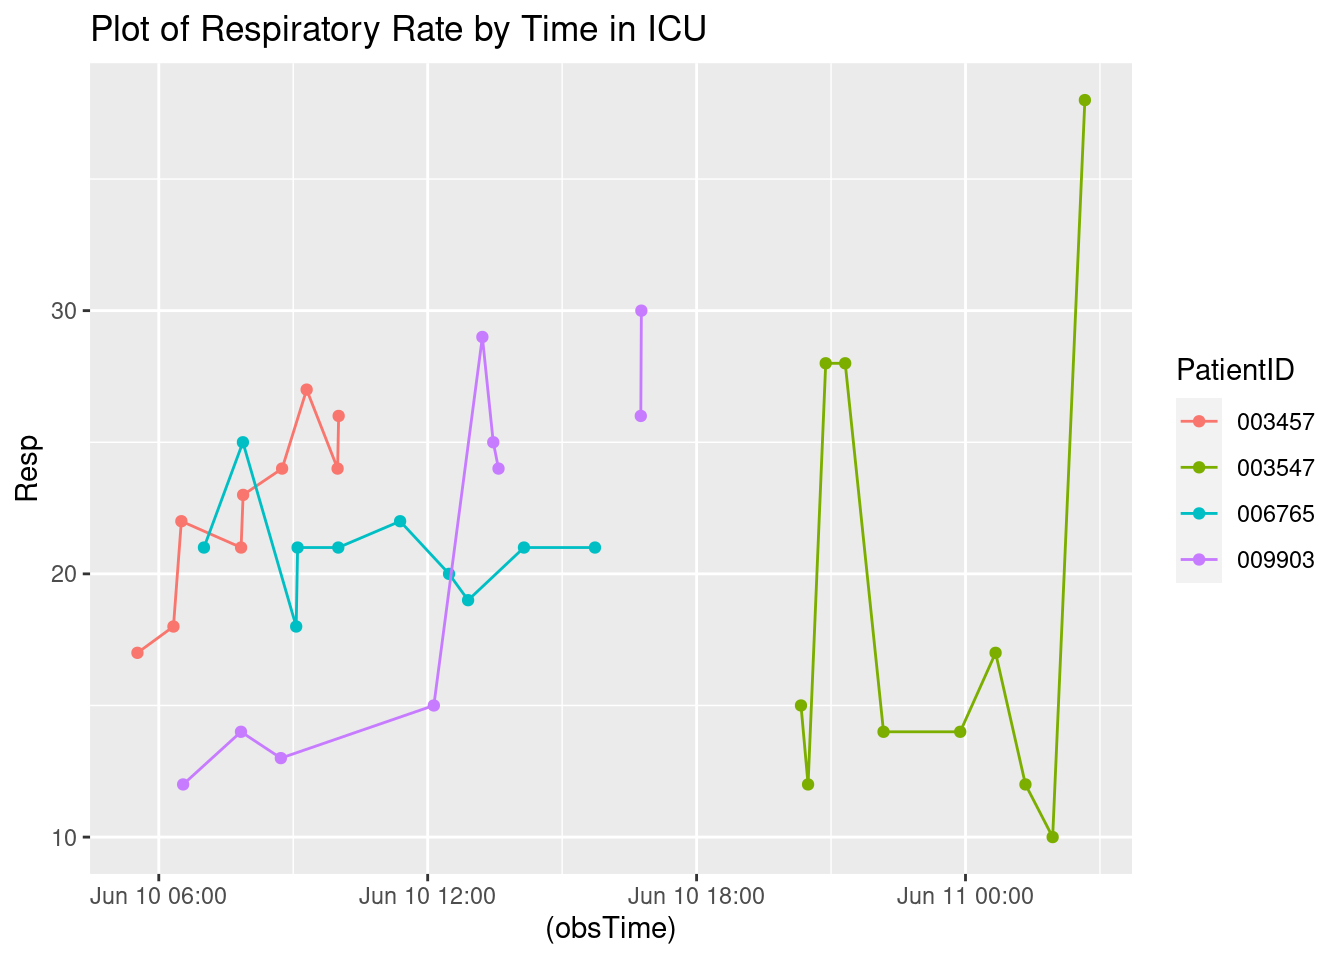 Plot of Respiratory Rate by Time in ICU
Resp
30
20
10
Jun 10 06:00
Jun 10 12:00
Jun 10 18:00
Jun 11 00:00
(obsTime)
PatientID
003457
003547
006765
009903